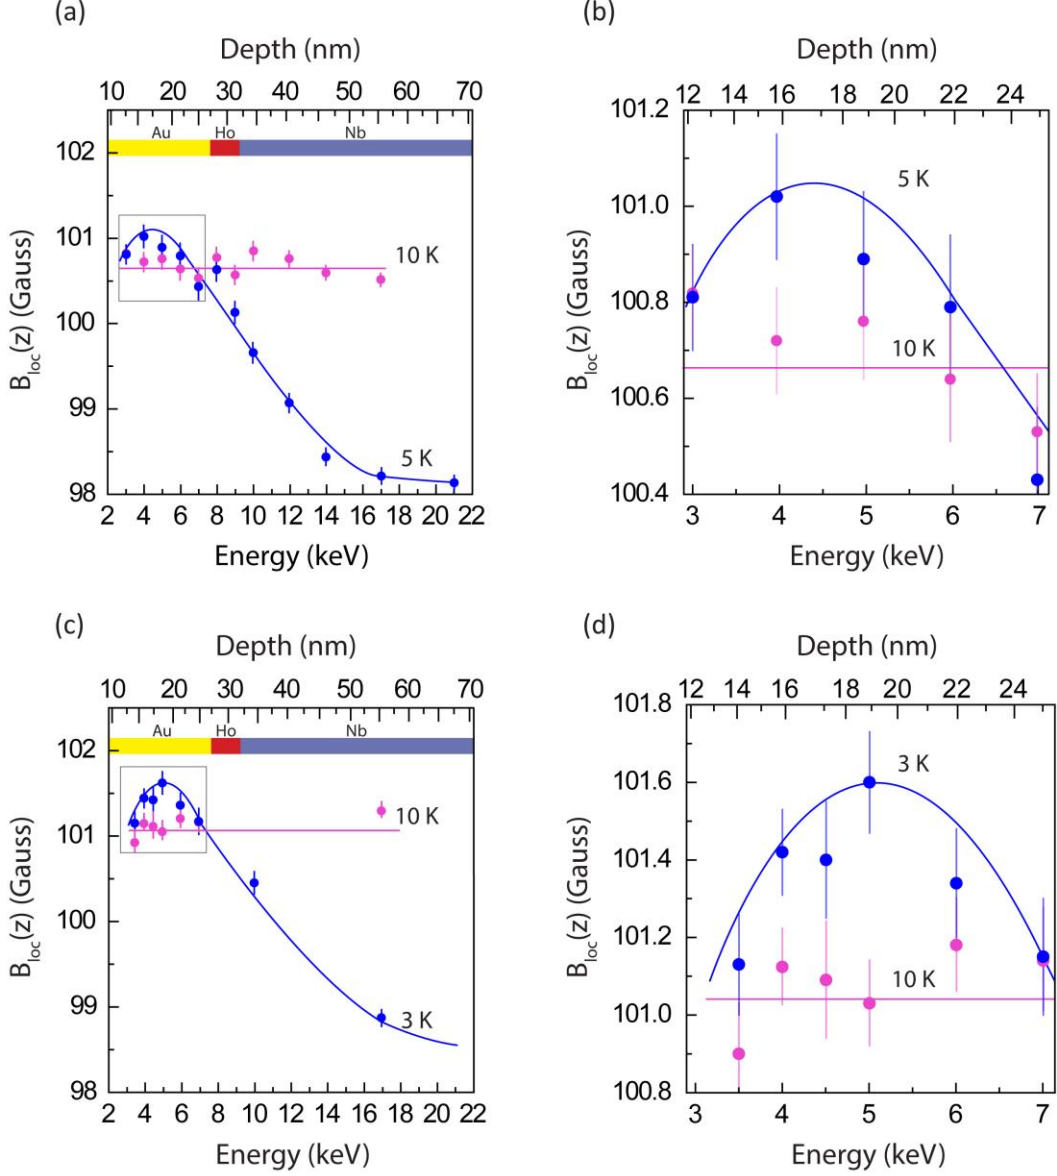 (a)
Depth (nm)
10 20 30 40 50 60 70
Au Ho Nb
102
101
100
99
98
B_loc(z) (Gauss)
10 K
5 K
2 4 6 8 10 12 14 16 18 20 22
Energy (keV)
(b)
Depth (nm)
12 14 16 18 20 22 24
101.2
101.0
100.8
100.6
100.4
B_loc(z) (Gauss)
5 K
10 K
3 4 5 6 7
Energy (keV)
(c)
Depth (nm)
10 20 30 40 50 60 70
Au Ho Nb
102
101
100
99
98
B_loc(z) (Gauss)
10 K
3 K
2 4 6 8 10 12 14 16 18 20 22
Energy (keV)
(d)
Depth (nm)
12 14 16 18 20 22 24
101.8
101.6
101.4
101.2
101.0
100.8
B_loc(z) (Gauss)
3 K
10 K
3 4 5 6 7
Energy (keV)